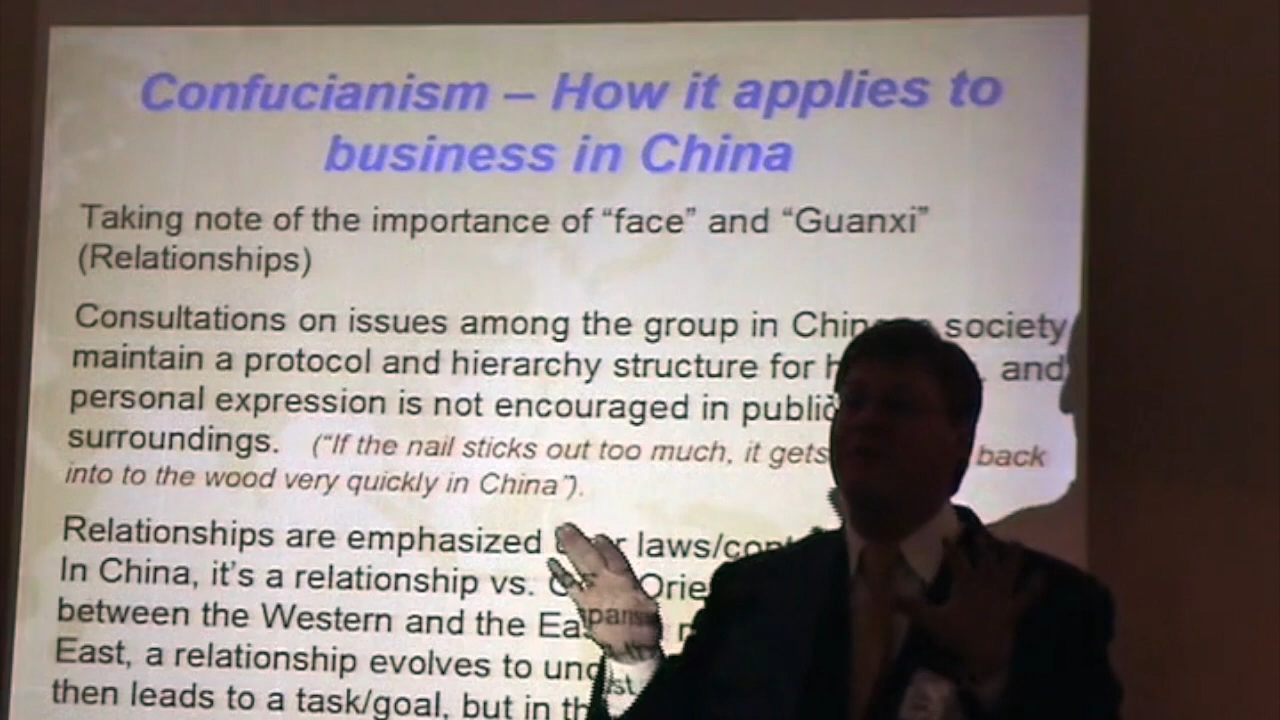 Confucianism – How it applies to
business in China
Taking note of the importance of “face” and “Guanxi”
(Relationships)
Consultations on issues among the group in society
maintain a protocol and hierarchy structure for and
personal expression is not encouraged in public
surroundings. (“If the nail sticks out too much, it gets back
into to the wood very quickly in China”).
Relationships are emphasized
In China, it’s a relationship vs.
between the Western and the
East, a relationship evolves to
then leads to a task/goal, but in